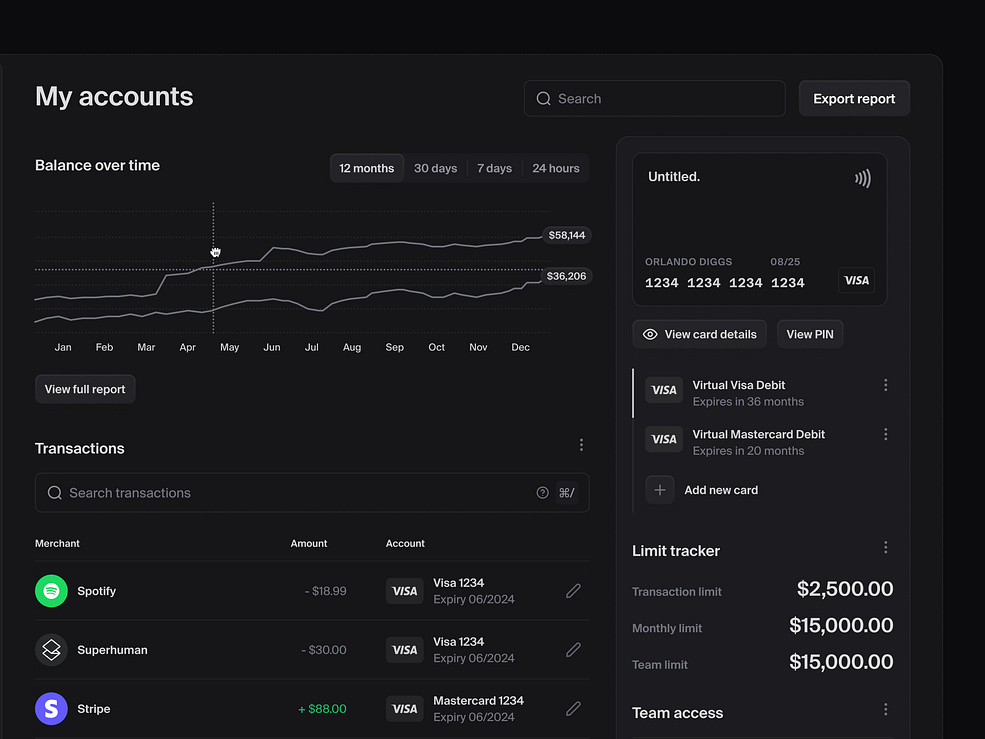 My accounts
Search
Export report
Balance over time
12 months 30 days 7 days 24 hours
$58,144
$36,206
Jan Feb Mar Apr May Jun Jul Aug Sep Oct Nov Dec
View full report
Transactions
Search transactions ? ⌘/
Merchant Amount Account
Spotify - $18.99 VISA Visa 1234
Expiry 06/2024
Superhuman - $30.00 VISA Visa 1234
Expiry 06/2024
S Stripe + $88.00 VISA Mastercard 1234
Expiry 06/2024
Untitled.
ORLANDO DIGGS 08/25
1234 1234 1234 1234 VISA
View card details View PIN
VISA Virtual Visa Debit
Expires in 36 months
VISA Virtual Mastercard Debit
Expires in 20 months
+ Add new card
Limit tracker
Transaction limit $2,500.00
Monthly limit $15,000.00
Team limit $15,000.00
Team access